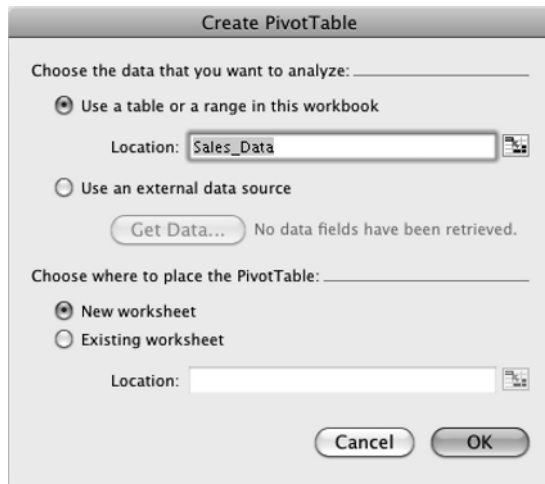 Create PivotTable
Choose the data that you want to analyze:
Use a table or a range in this workbook
Location: Sales_Data
Use an external data source
Get Data... No data fields have been retrieved.
Choose where to place the PivotTable:
New worksheet
Existing worksheet
Location:
Cancel OK